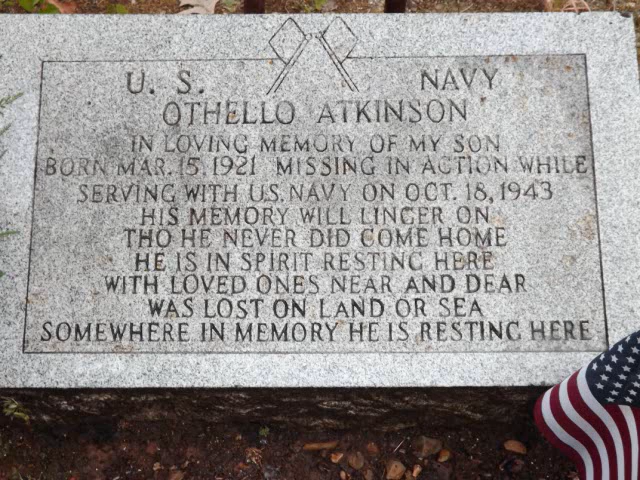 U. S. NAVY
OTHELLO ATKINSON
IN LOVING MEMORY OF MY SON
BORN MAR. 15, 1921 MISSING IN ACTION WHILE
SERVING WITH U.S. NAVY ON OCT. 18, 1943
HIS MEMORY WILL LINGER ON
THO HE NEVER DID COME HOME
HE IS IN SPIRIT RESTING HERE
WITH LOVED ONES NEAR AND DEAR
WAS LOST ON LAND OR SEA
SOMEWHERE IN MEMORY HE IS RESTING HERE